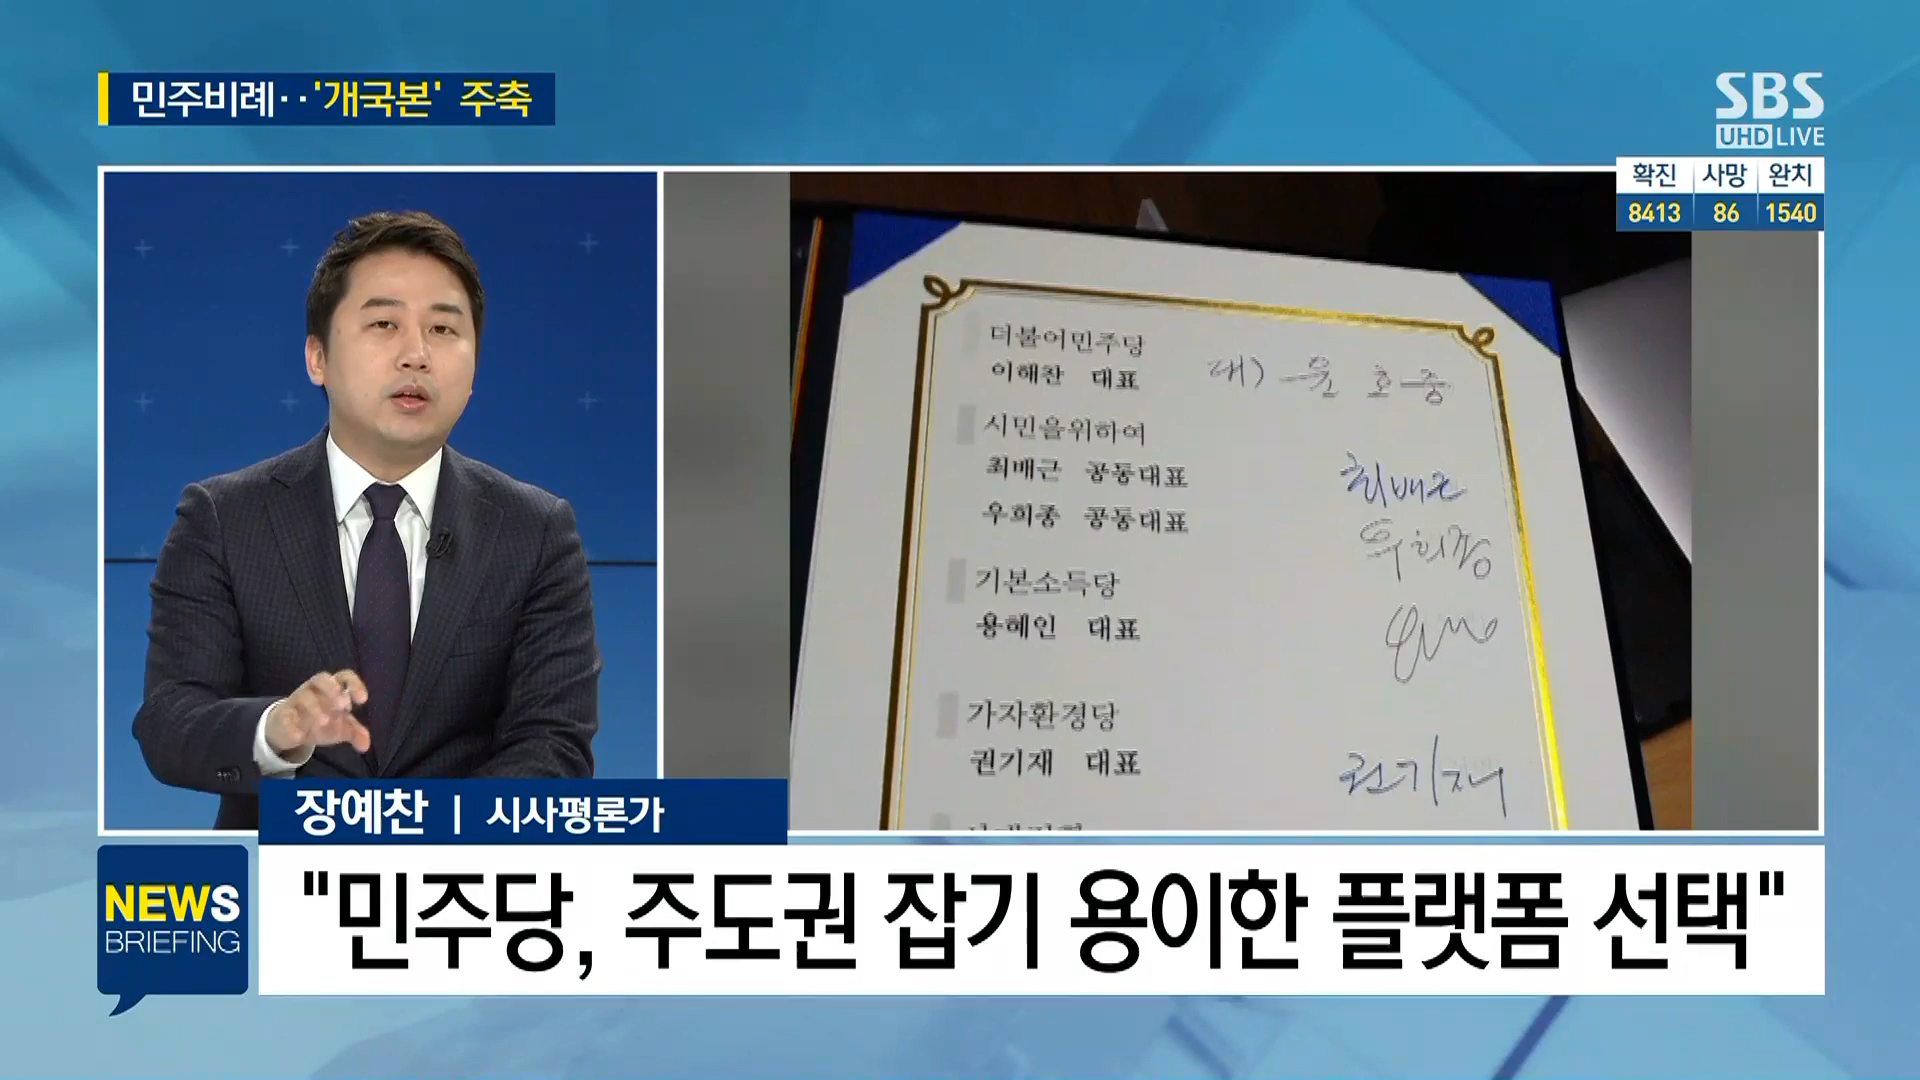 민주비례‥'개국본' 주축
SBS
UHD LIVE
확진 사망 완치
8413 86 1540
더불어민주당
이해찬 대표 대) 윤호중
시민을위하여
최배근 공동대표 최배근
우희종 공동대표 우희종
기본소득당
용혜인 대표
가자환경당
권기재 대표 권기재
장예찬 | 시사평론가
NEWS
BRIEFING
"민주당, 주도권 잡기 용이한 플랫폼 선택"